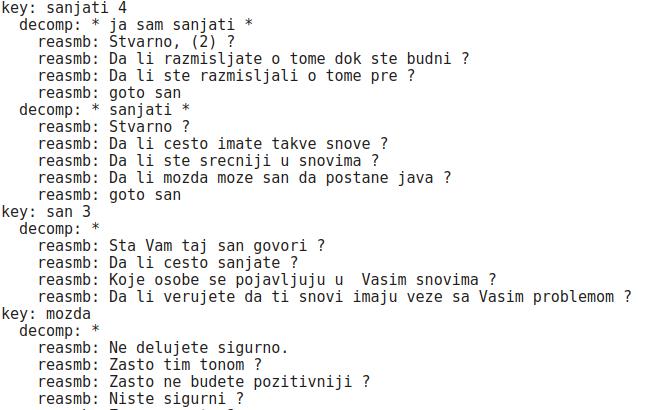 key: sanjati 4
decomp: * ja sam sanjati *
reasmb: Stvarno, (2) ?
reasmb: Da li razmisljate o tome dok ste budni ?
reasmb: Da li ste razmisljali o tome pre ?
reasmb: goto san
decomp: * sanjati *
reasmb: Stvarno ?
reasmb: Da li cesto imate takve snove ?
reasmb: Da li ste srecniji u snovima ?
reasmb: Da li mozda moze san da postane java ?
reasmb: goto san
key: san 3
decomp: *
reasmb: Sta Vam taj san govori ?
reasmb: Da li cesto sanjate ?
reasmb: Koje osobe se pojavljuju u  Vasim snovima ?
reasmb: Da li verujete da ti snovi imaju veze sa Vasim problemom ?
key: mozda
decomp: *
reasmb: Ne delujete sigurno.
reasmb: Zasto tim tonom ?
reasmb: Zasto ne budete pozitivniji ?
reasmb: Niste sigurni ?